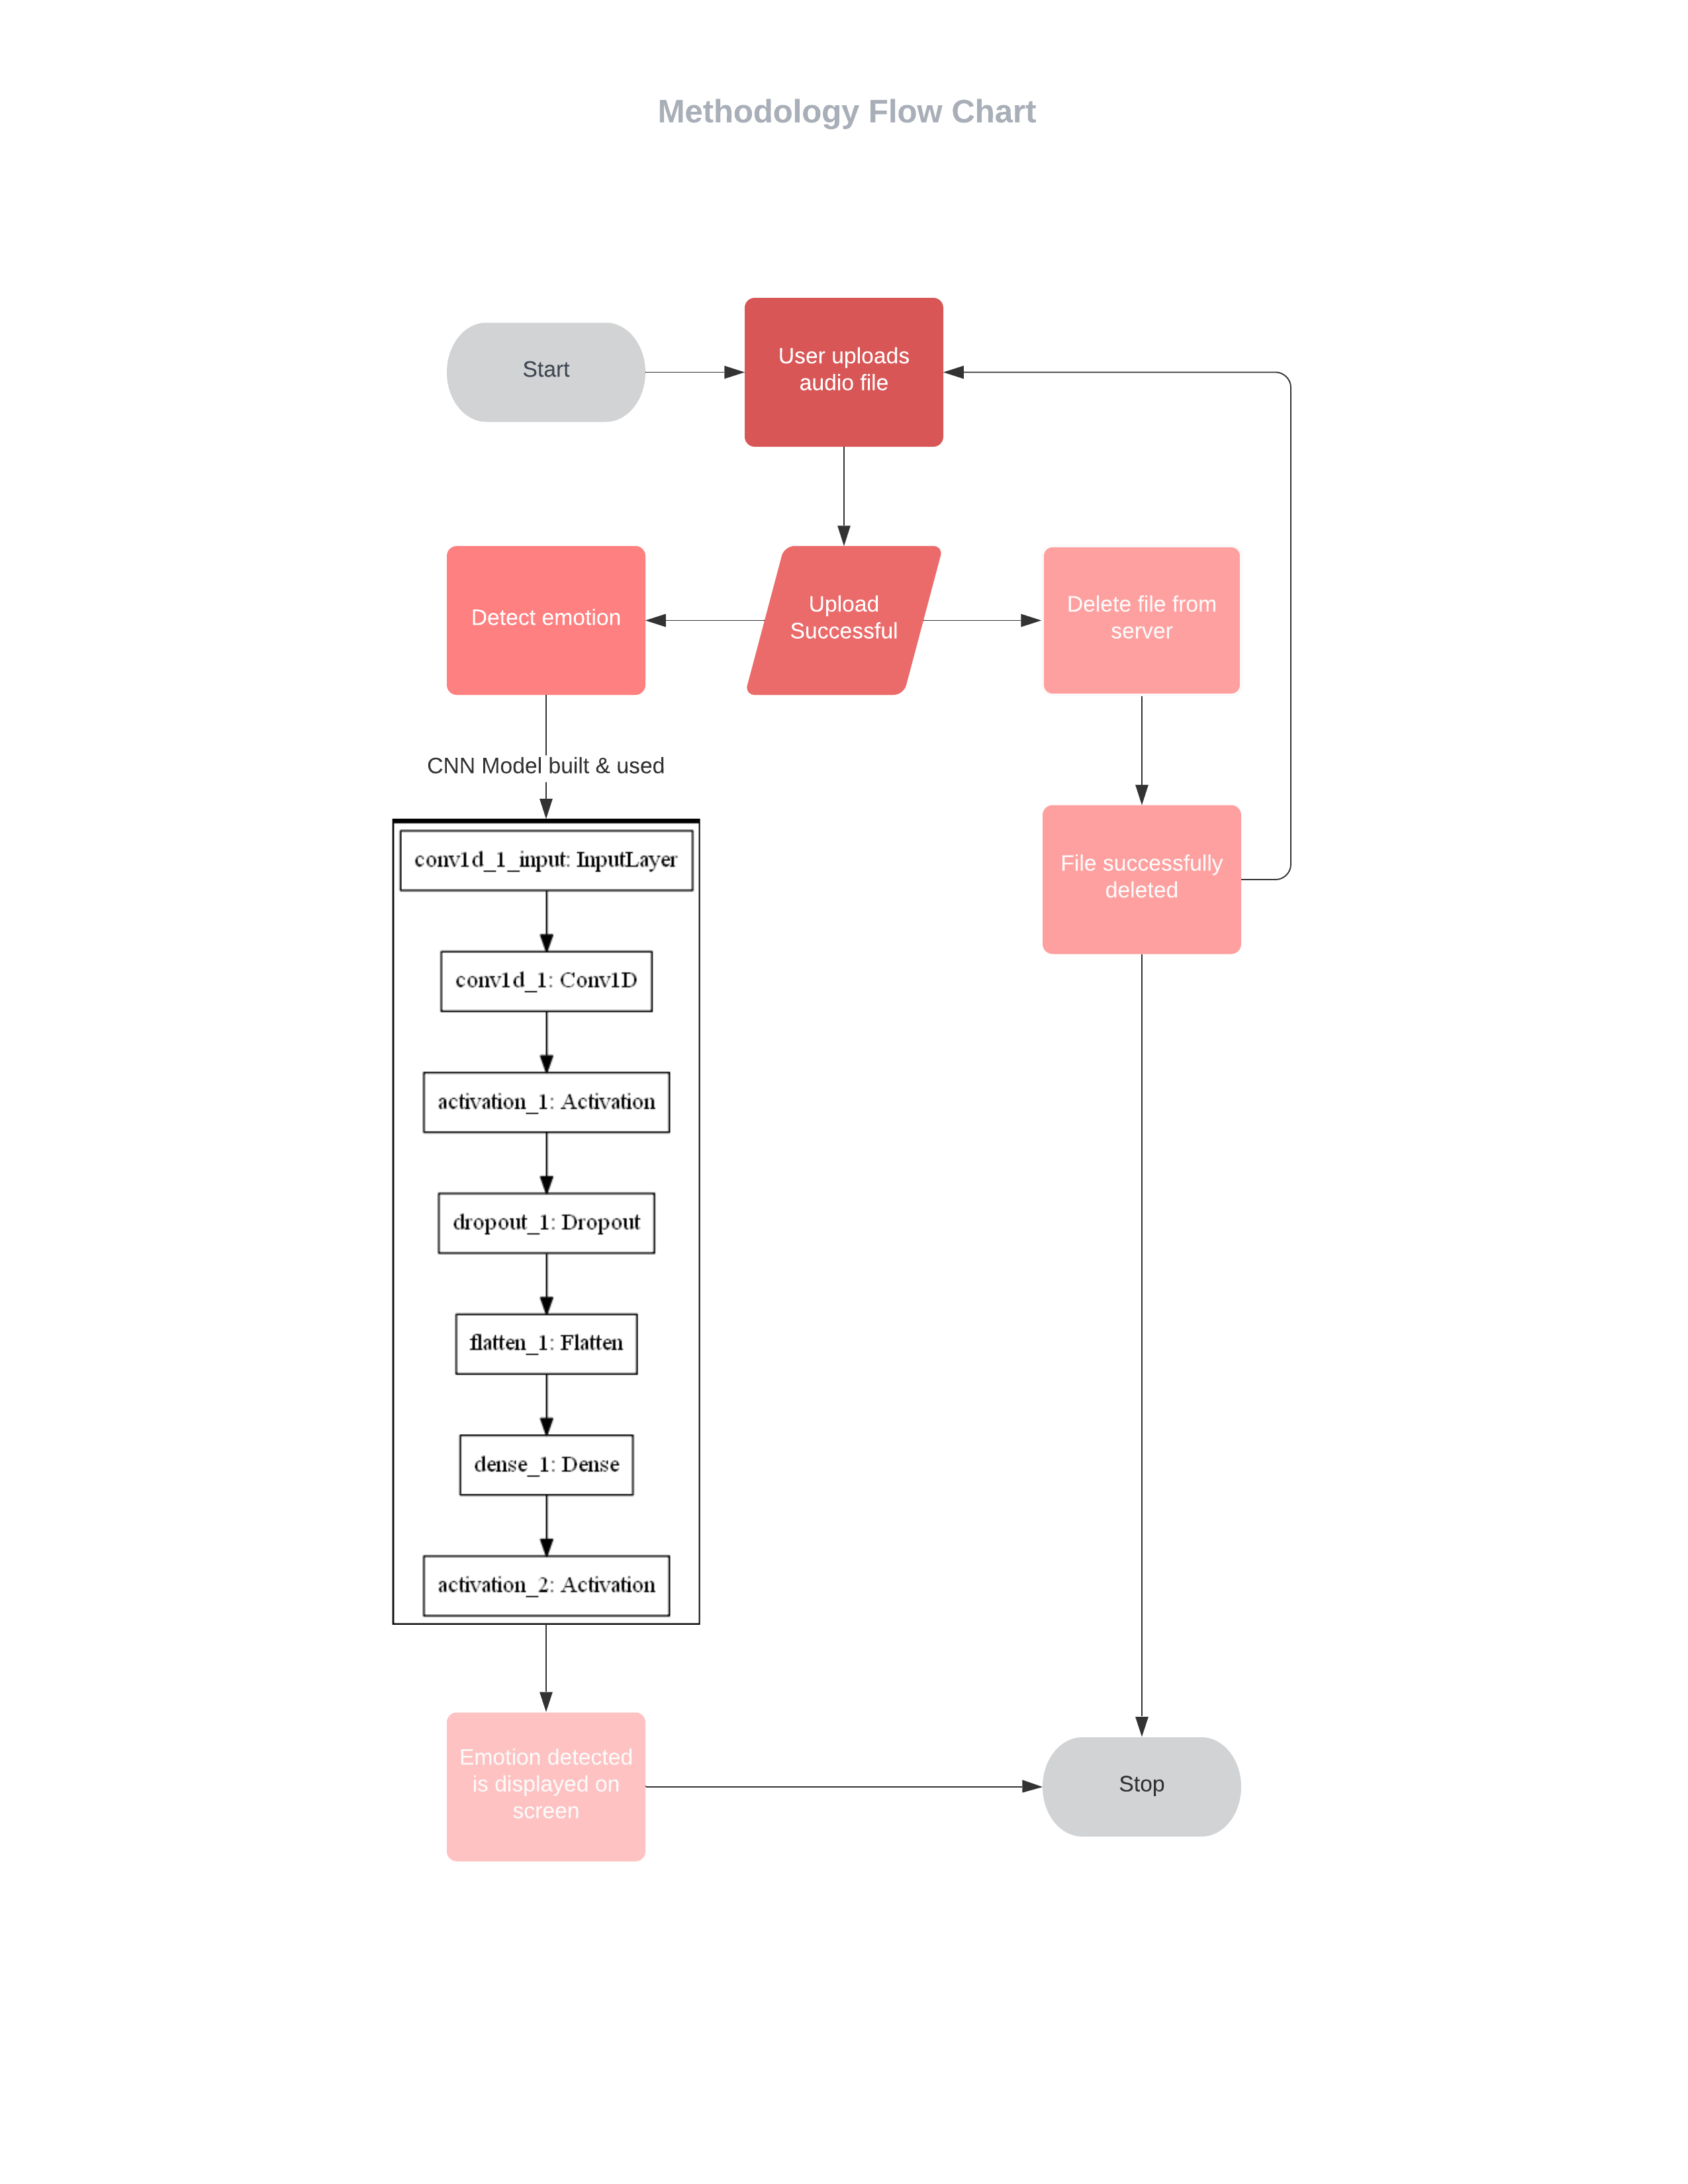 Methodology Flow Chart
Start
User uploads
audio file
Detect emotion
Upload
Successful
Delete file from
server
CNN Model built & used
conv1d_1_input: InputLayer
conv1d_1: Conv1D
activation_1: Activation
dropout_1: Dropout
flatten_1: Flatten
dense_1: Dense
activation_2: Activation
File successfully
deleted
Emotion detected
is displayed on
screen
Stop